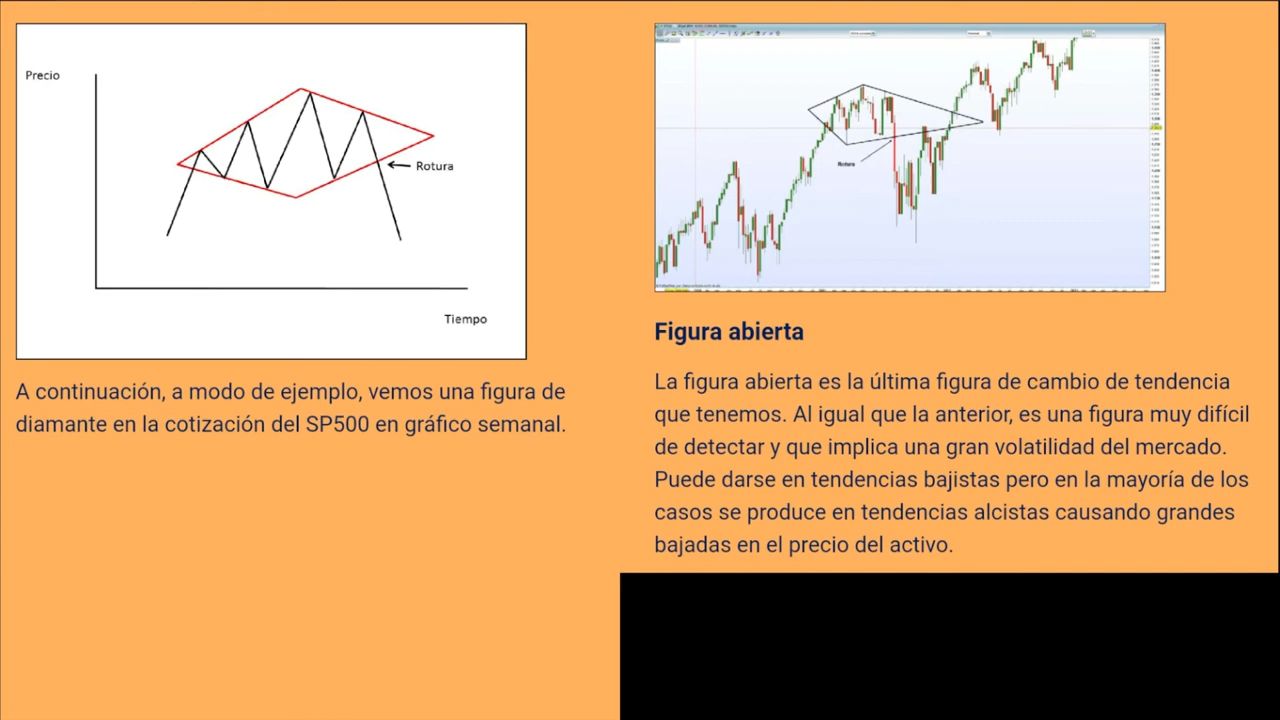 Precio
Rotura
Tiempo
A continuación, a modo de ejemplo, vemos una figura de
diamante en la cotización del SP500 en gráfico semanal.
Rotura
Figura abierta
La figura abierta es la última figura de cambio de tendencia
que tenemos. Al igual que la anterior, es una figura muy difícil
de detectar y que implica una gran volatilidad del mercado.
Puede darse en tendencias bajistas pero en la mayoría de los
casos se produce en tendencias alcistas causando grandes
bajadas en el precio del activo.